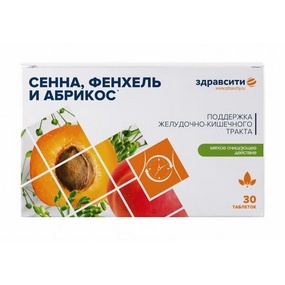 СЕННА, ФЕНХЕЛЬ
И АБРИКОС
здравсити
ПОДДЕРЖКА
ЖЕЛУДОЧНО-КИШЕЧНОГО
ТРАКТА
МЯГКОЕ ОЧИЩАЮЩЕЕ
ДЕЙСТВИЕ
30
ТАБЛЕТОК